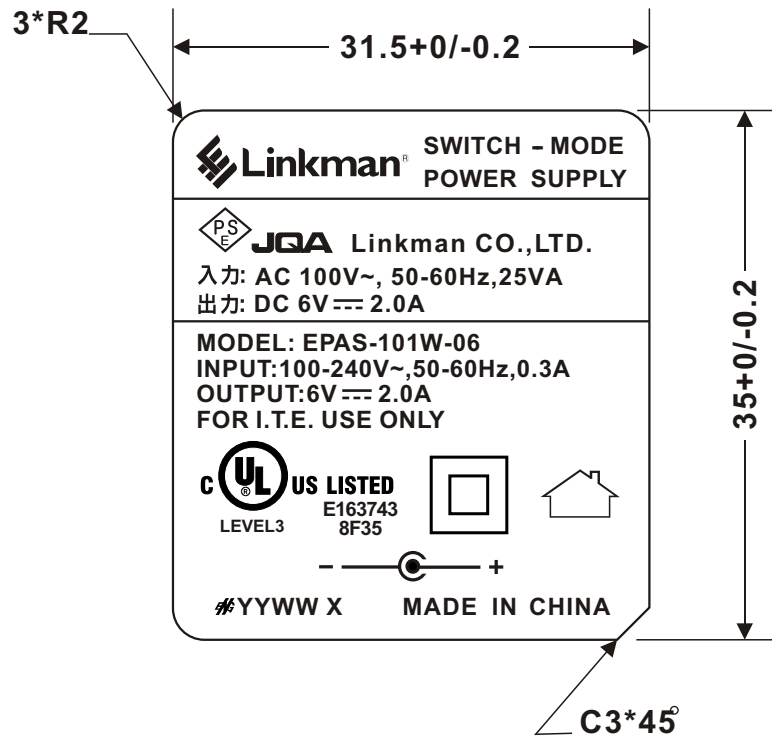 3*R2
31.5+0/-0.2
Linkman®
SWITCH - MODE
POWER SUPPLY
PS
E
JQA Linkman CO.,LTD.
入力: AC 100V~, 50-60Hz,25VA
出力: DC 6V⎓2.0A
35+0/-0.2
MODEL: EPAS-101W-06
INPUT:100-240V~,50-60Hz,0.3A
OUTPUT:6V⎓2.0A
FOR I.T.E. USE ONLY
C UL® US LISTED
LEVEL3
E163743
8F35
- +
YYWW X MADE IN CHINA
C3*45°